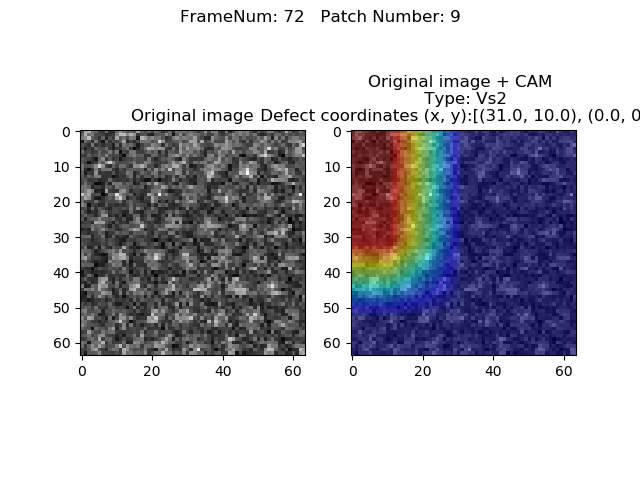 FrameNum: 72   Patch Number: 9
Original image + CAM
Type: Vs2
Original image
Defect coordinates (x, y):[(31.0, 10.0), (0.0, 0
0
10
20
30
40
50
60
0 20 40 60
0
10
20
30
40
50
60
0 20 40 60